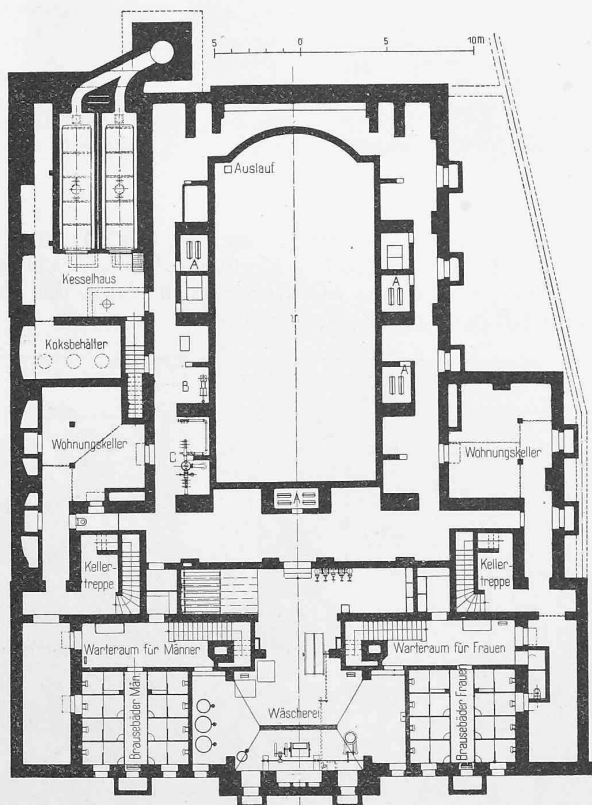 5 0 5 10m
Auslauf
A
A
Kesselhaus
A
Koksbehälter
B
A
Wohnungskeller
Wohnungskeller
C
A
Keller-
treppe
Keller-
treppe
Warteraum für Männer
Warteraum für Frauen
Brausebäder Män
Brausebäder Frauen
Wäscherei